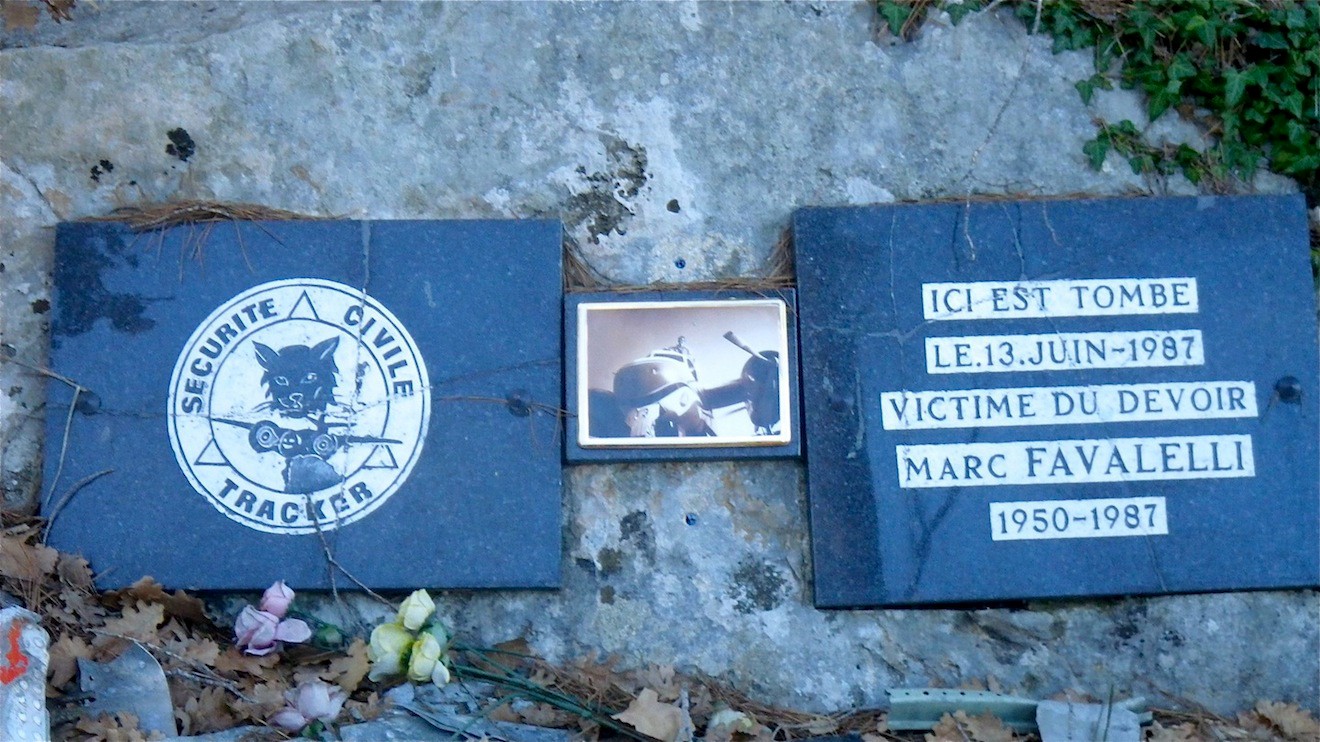 SECURITE CIVILE
TRACKER
ICI EST TOMBE
LE.13.JUIN-1987
VICTIME DU DEVOIR
MARC FAVALELLI
1950-1987